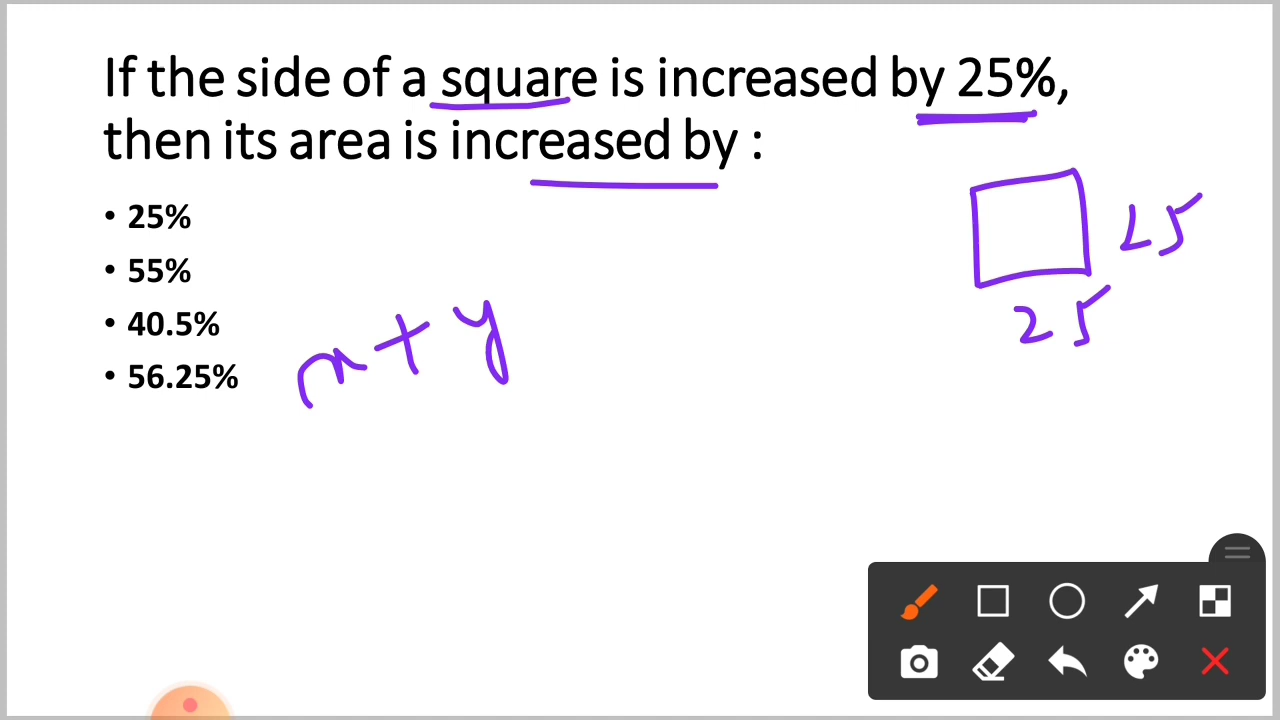 If the side of a square is increased by 25%,
then its area is increased by :
• 25%
• 55%
• 40.5%
• 56.25%
x + y
25
25